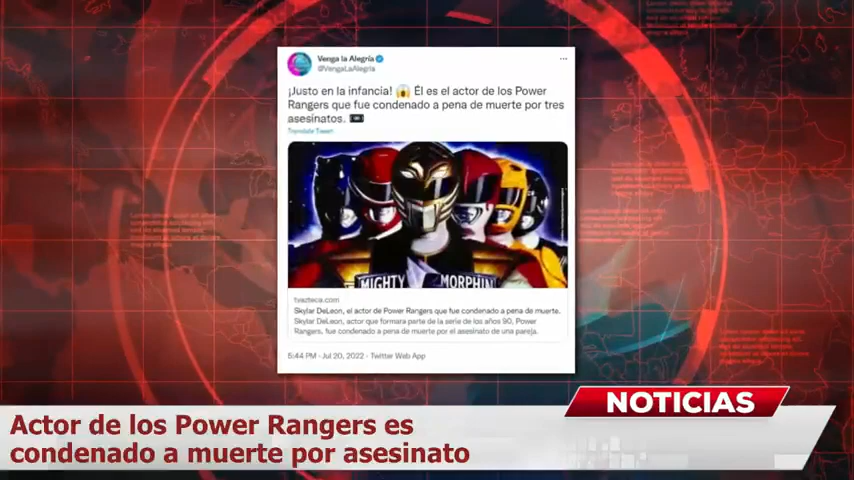 Venga la Alegría
@VengaLaAlegria
¡Justo en la infancia! 😱 Él es el actor de los Power
Rangers que fue condenado a pena de muerte por tres
asesinatos.
MIGHTY MORPHIN
tvazteca.com
Skylar DeLeon, el actor de Power Rangers que fue condenado a pena de muerte.
Skylar DeLeon, actor que formara parte de la serie de los años '90, Power
Rangers, fue condenado a pena de muerte por el asesinato de una pareja.
5:44 PM · Jul 20, 2022 · Twitter Web App
NOTICIAS
Actor de los Power Rangers es
condenado a muerte por asesinato